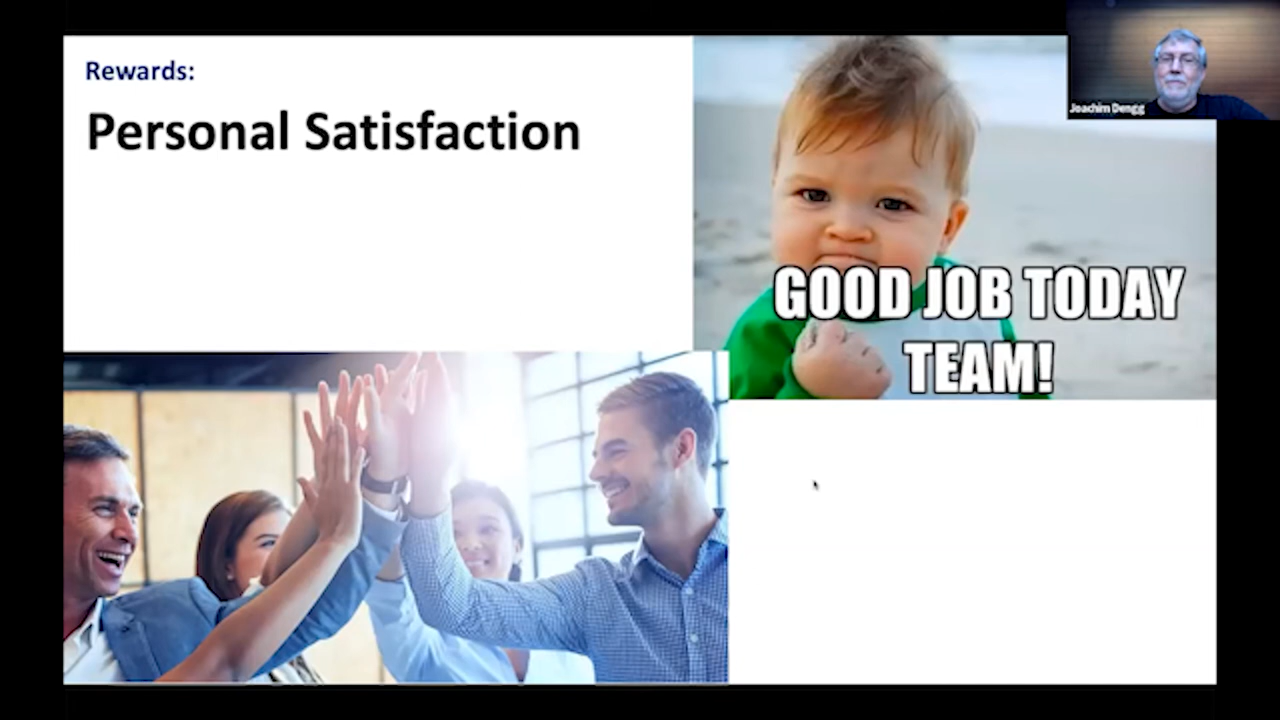 Rewards:
Personal Satisfaction
Joachim Dengg
GOOD JOB TODAY
TEAM!